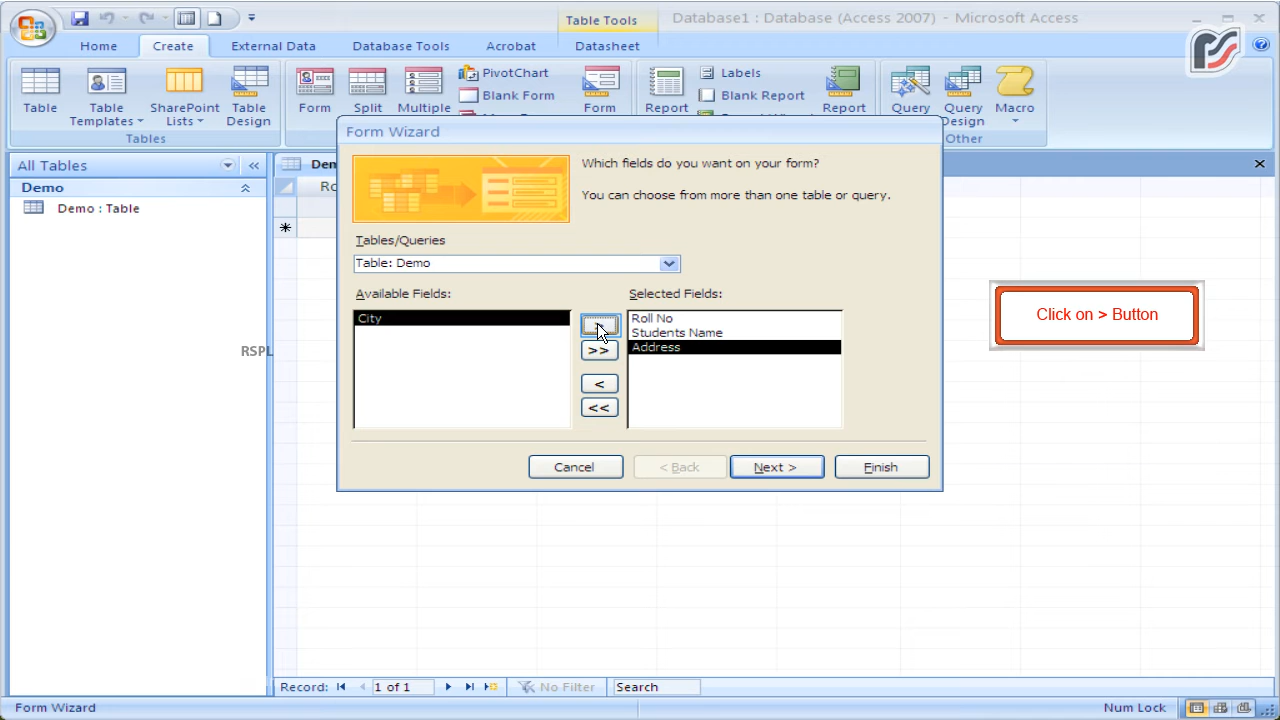 Table Tools
Database1 : Database (Access 2007) - Microsoft Access
Home
Create
External Data
Database Tools
Acrobat
Datasheet
Table
Table
Templates
SharePoint
Lists
Table
Design
Tables
Form
Split
Multiple
PivotChart
Blank Form
Form
Report
Labels
Blank Report
Report
Query
Query
Design
Macro
Other
All Tables
«
Demo
Demo : Table
Form Wizard
Which fields do you want on your form?
You can choose from more than one table or query.
Tables/Queries
Table: Demo
Available Fields:
Selected Fields:
City
>
>>
<
<<
Roll No
Students Name
Address
Cancel
< Back
Next >
Finish
Click on > Button
RSPL
Record:
1 of 1
No Filter
Search
Form Wizard
Num Lock